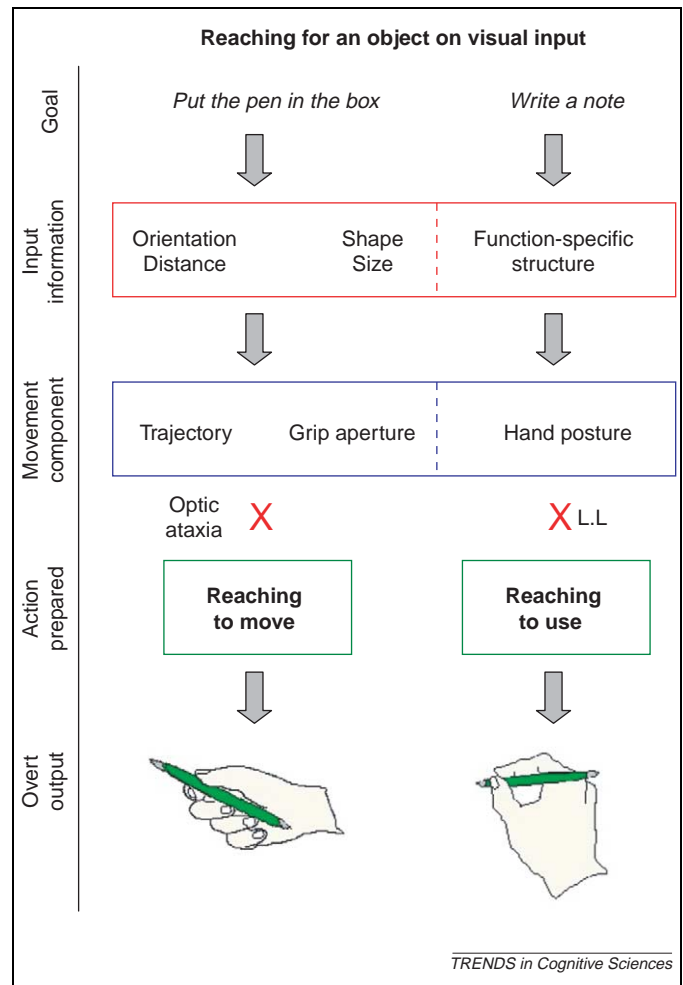 Reaching for an object on visual input
Goal
Put the pen in the box
Write a note
Input
information
Orientation
Distance
Shape
Size
Function-specific
structure
Movement
component
Trajectory
Grip aperture
Hand posture
Optic
ataxia
X
X L.L
Action
prepared
Reaching
to move
Reaching
to use
Overt
output
TRENDS in Cognitive Sciences